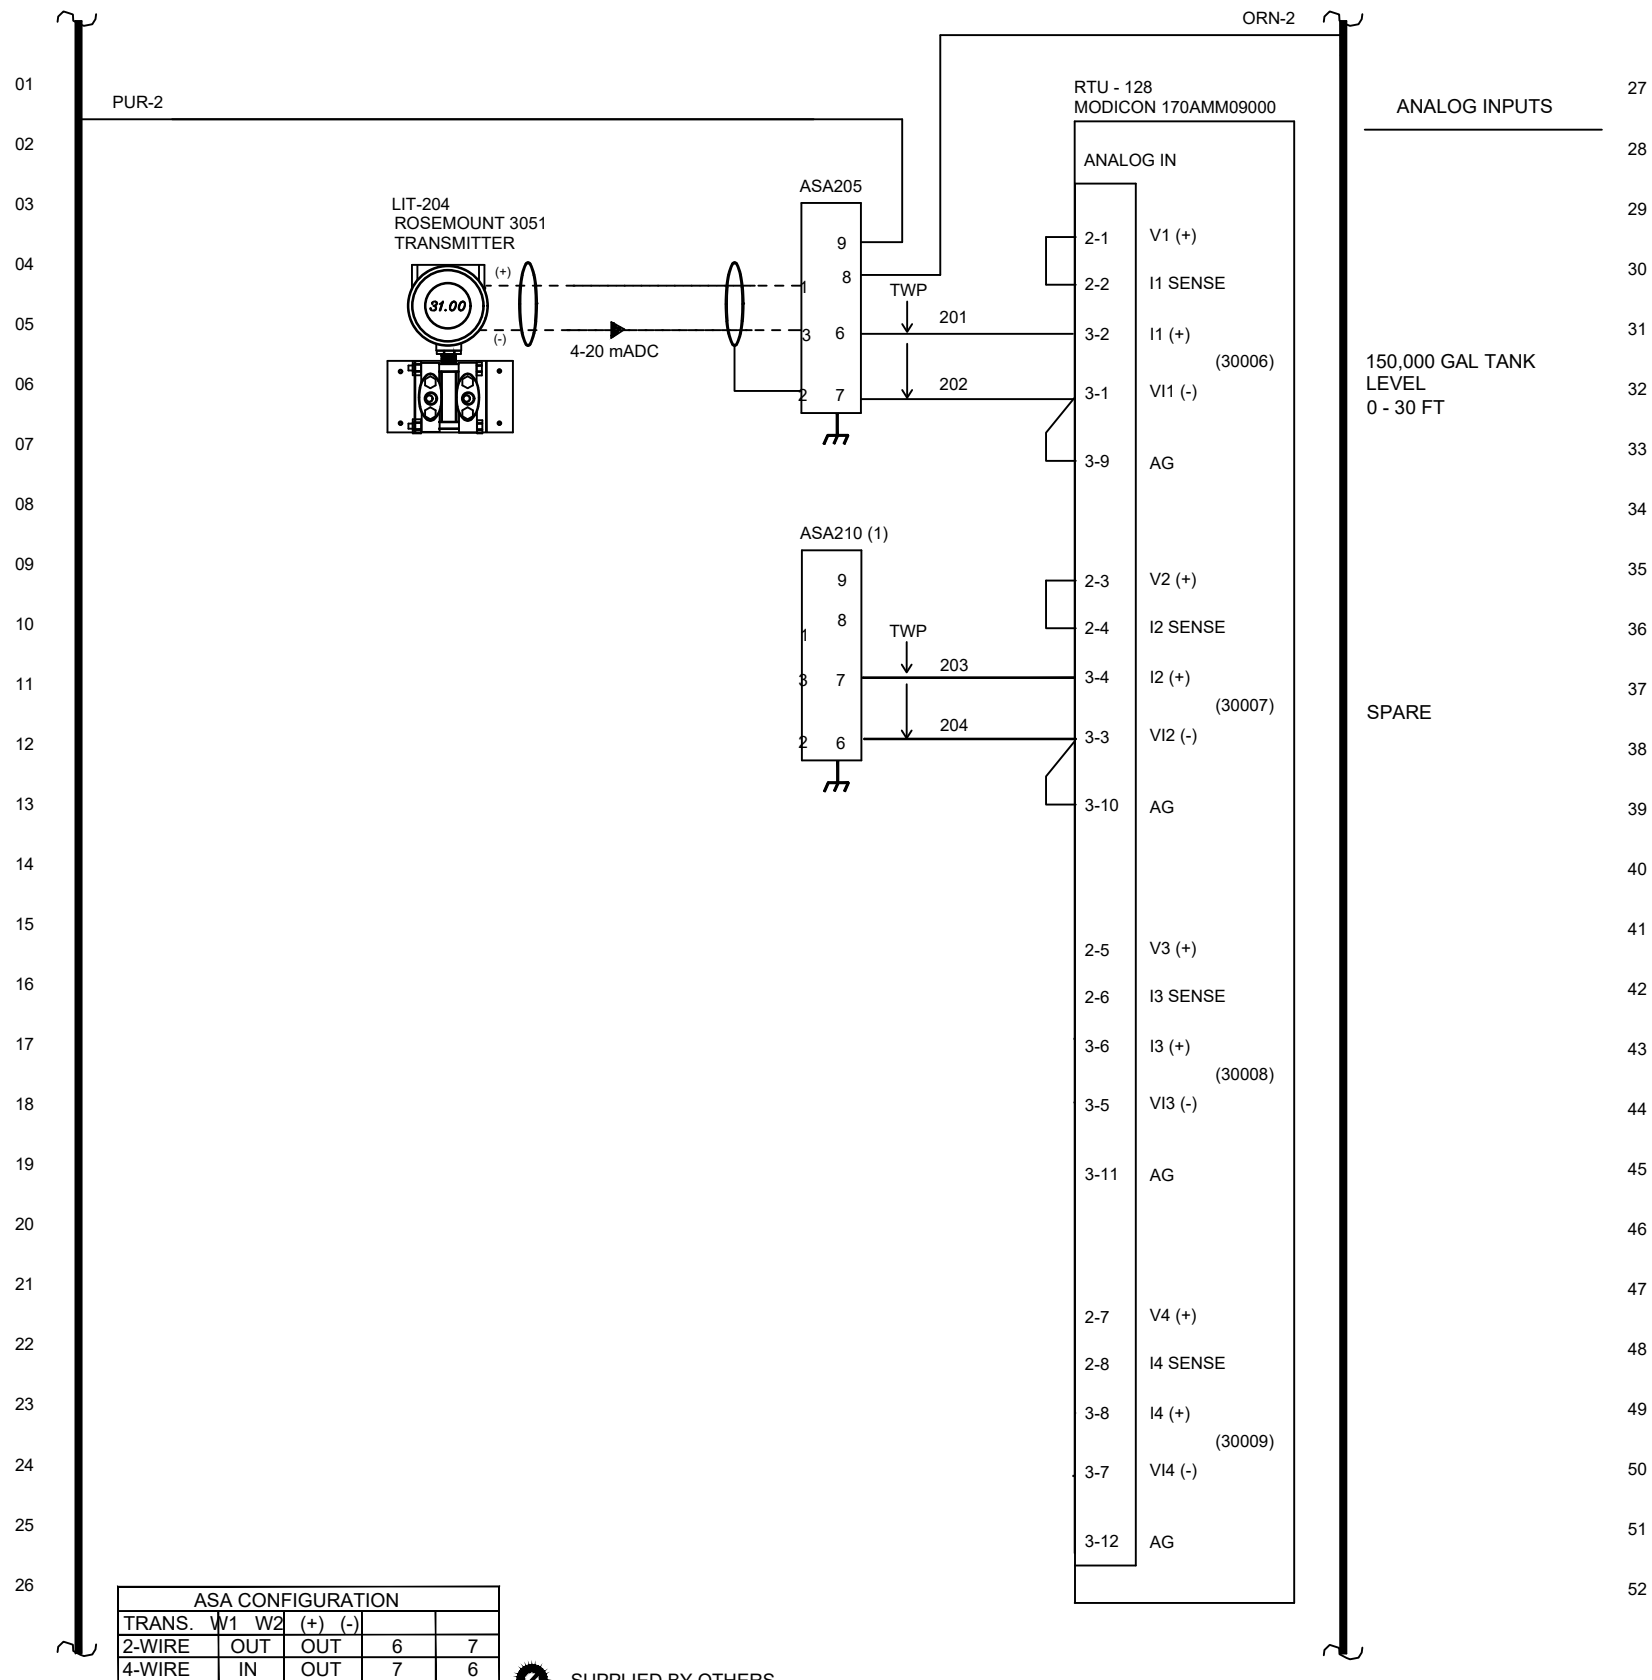 ORN-2
01
PUR-2
02
03
04
05
06
07
08
09
10
11
12
13
14
15
16
17
18
19
20
21
22
23
24
25
26
LIT-204
ROSEMOUNT 3051
TRANSMITTER
31.00
(+)
(-)
4-20 mADC
ASA205
9
8
1
3
6
2
7
TWP
201
202
ASA210 (1)
9
8
1
3
7
2
6
TWP
203
204
RTU - 128
MODICON 170AMM09000
ANALOG IN
2-1 V1 (+)
2-2 I1 SENSE
3-2 I1 (+)
(30006)
3-1 VI1 (-)
3-9 AG
2-3 V2 (+)
2-4 I2 SENSE
3-4 I2 (+)
(30007)
3-3 VI2 (-)
3-10 AG
2-5 V3 (+)
2-6 I3 SENSE
3-6 I3 (+)
(30008)
3-5 VI3 (-)
3-11 AG
2-7 V4 (+)
2-8 I4 SENSE
3-8 I4 (+)
(30009)
3-7 VI4 (-)
3-12 AG
ANALOG INPUTS
150,000 GAL TANK
LEVEL
0 - 30 FT
SPARE
27
28
29
30
31
32
33
34
35
36
37
38
39
40
41
42
43
44
45
46
47
48
49
50
51
52
ASA CONFIGURATION
TRANS. W1 W2 (+) (-)
2-WIRE OUT OUT 6 7
4-WIRE IN OUT 7 6
SUPPLIED BY OTHERS